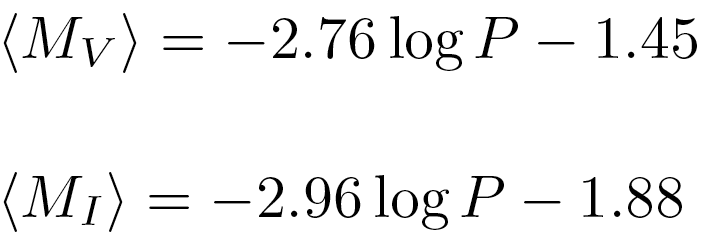 ⟨M_V⟩ = −2.76 log P − 1.45
⟨M_I⟩ = −2.96 log P − 1.88